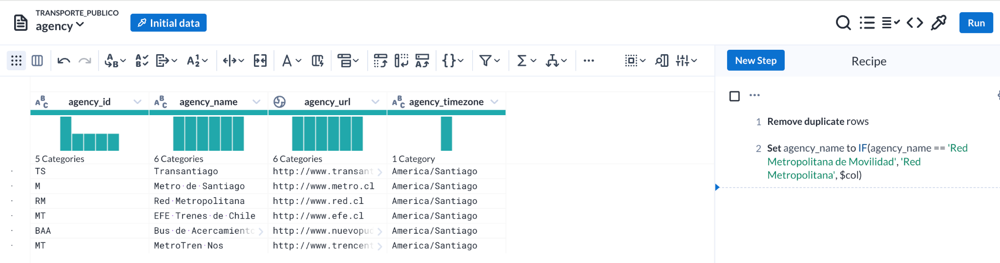 TRANSPORTE_PUBLICO
agency
Initial data
Run
New Step
Recipe
agency_id
agency_name
agency_url
agency_timezone
5 Categories
6 Categories
6 Categories
1 Category
TS Transantiago http://www.transant America/Santiago
M Metro·de·Santiago http://www.metro.cl America/Santiago
RM Red·Metropolitana http://www.red.cl America/Santiago
MT EFE·Trenes·de·Chile http://www.efe.cl America/Santiago
BAA Bus·de·Acercamiento http://www.nuevopud America/Santiago
MT MetroTren·Nos http://www.trencent America/Santiago
1 Remove duplicate rows
2 Set agency_name to IF(agency_name == 'Red
Metropolitana de Movilidad', 'Red
Metropolitana', $col)